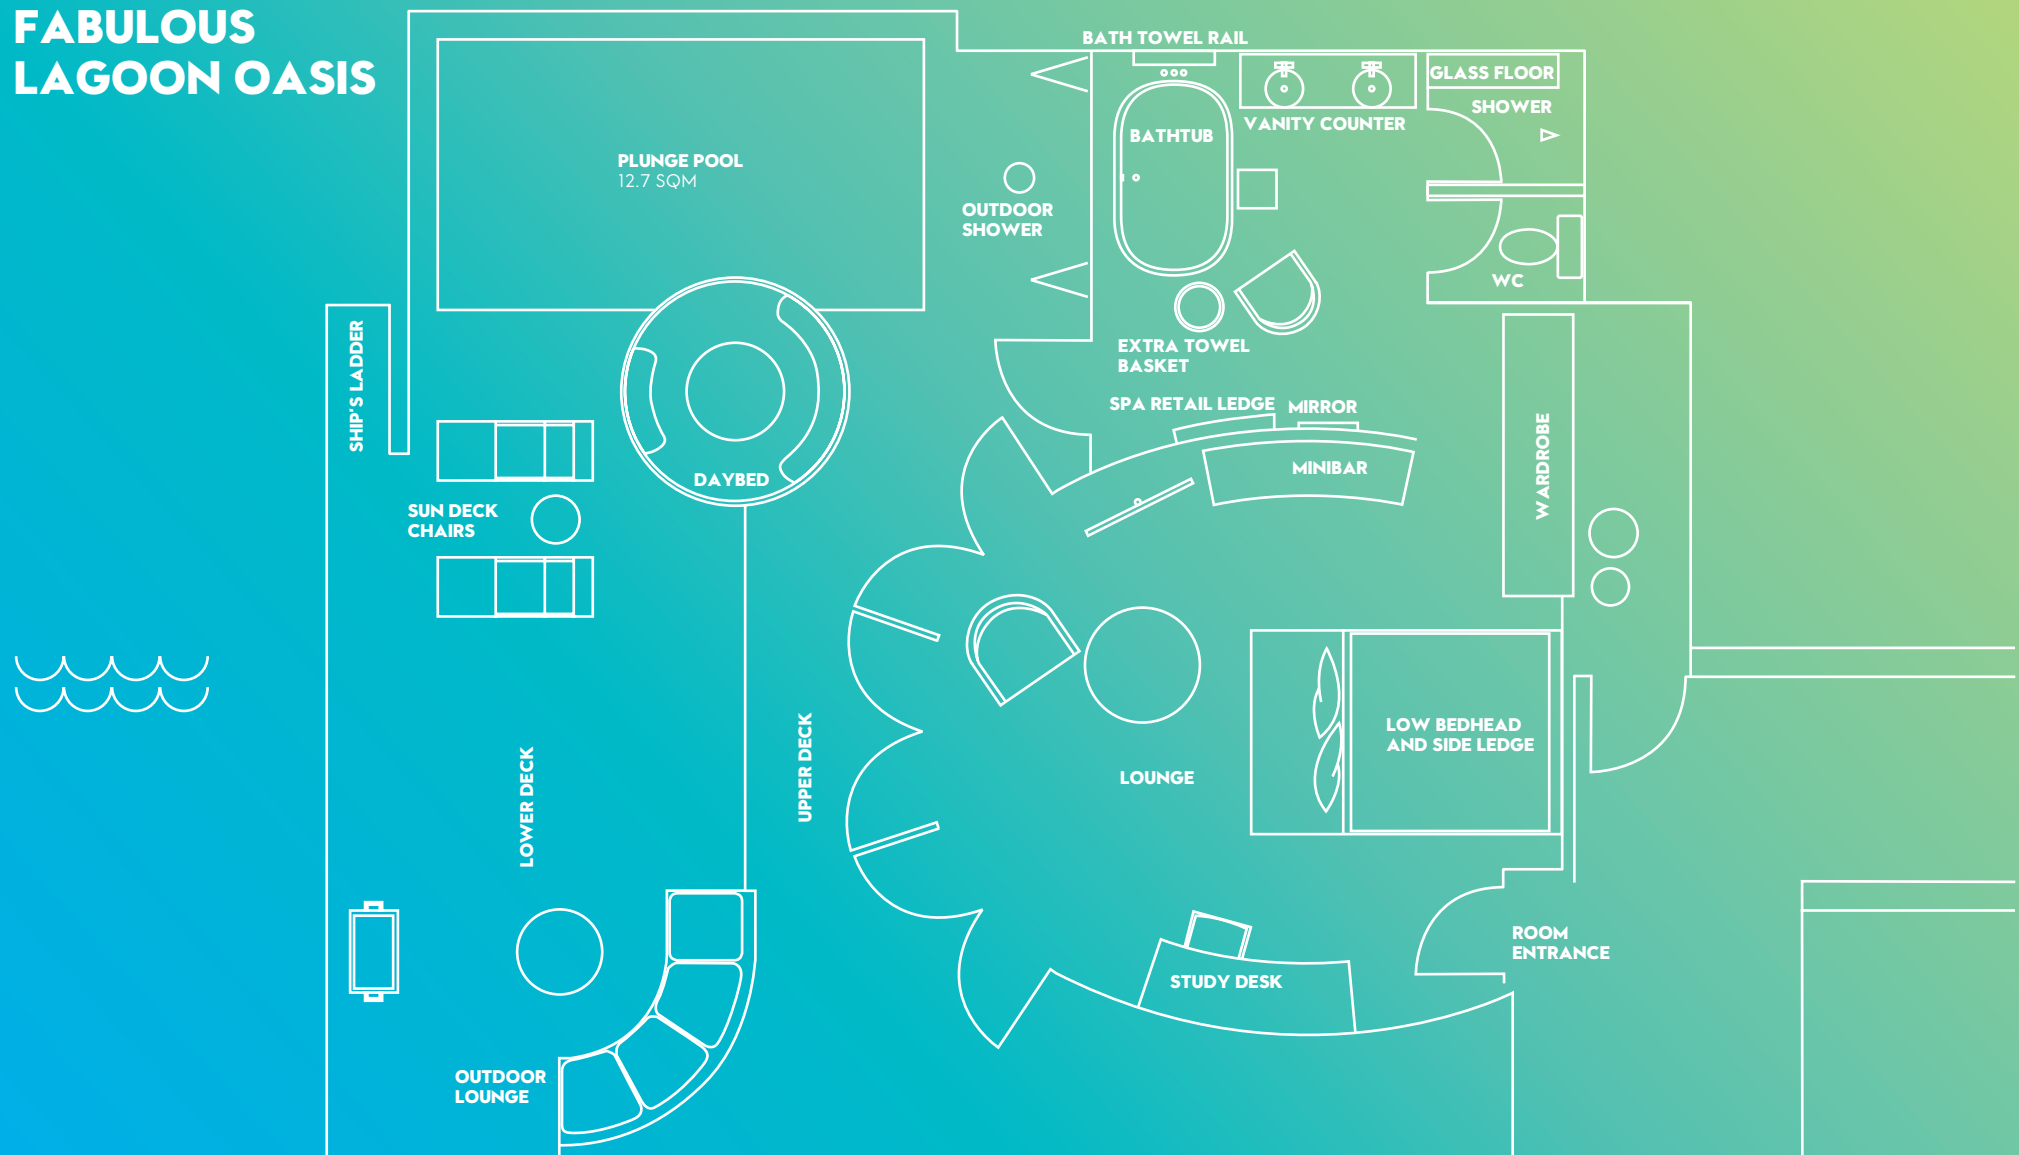 FABULOUS
LAGOON OASIS
BATH TOWEL RAIL
GLASS FLOOR
SHOWER
VANITY COUNTER
BATHTUB
PLUNGE POOL
12.7 SQM
OUTDOOR
SHOWER
WC
EXTRA TOWEL
BASKET
SHIP'S LADDER
SPA RETAIL LEDGE
MIRROR
MINIBAR
WARDROBE
DAYBED
SUN DECK
CHAIRS
LOW BEDHEAD
AND SIDE LEDGE
LOUNGE
UPPER DECK
LOWER DECK
ROOM
ENTRANCE
STUDY DESK
OUTDOOR
LOUNGE